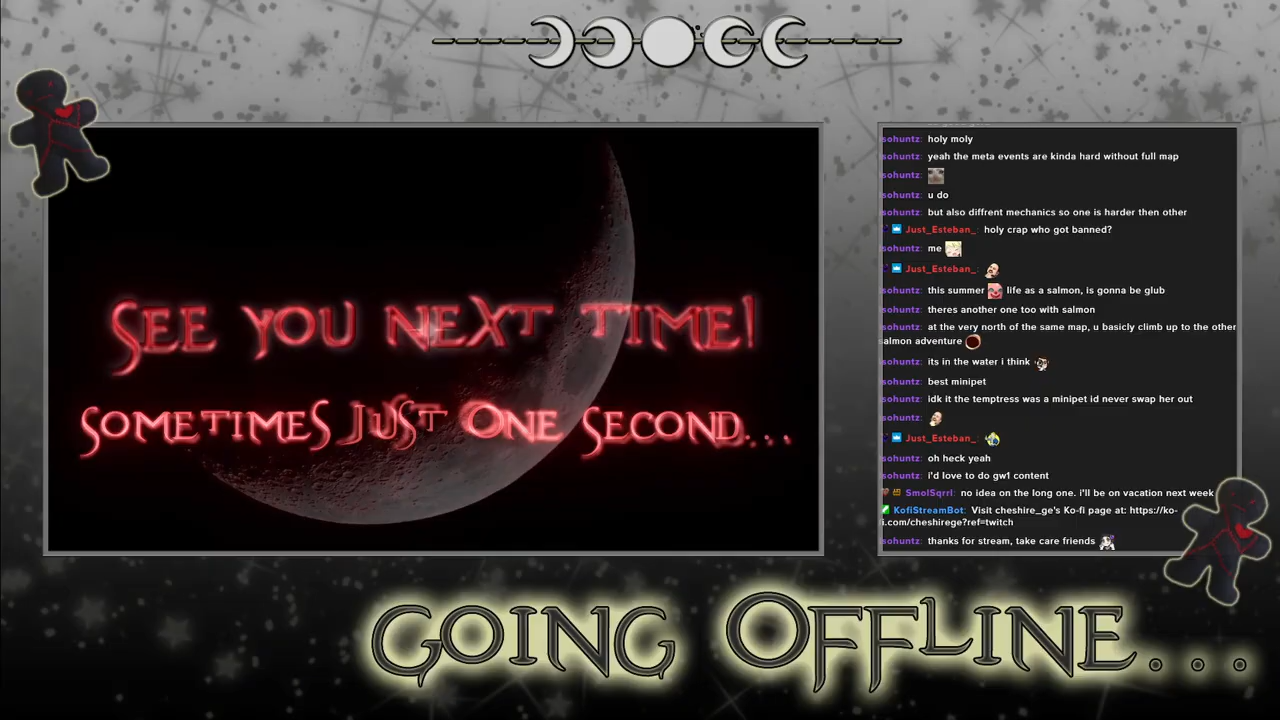 SEE YOU NEXT TIME!
SOMETIMES JUST ONE SECOND...
sohuntz: holy moly
sohuntz: yeah the meta events are kinda hard without full map
sohuntz:
sohuntz: u do
sohuntz: but also diffrent mechanics so one is harder then other
Just_Esteban_: holy crap who got banned?
sohuntz: me
Just_Esteban_:
sohuntz: this summer life as a salmon, is gonna be glub
sohuntz: theres another one too with salmon
sohuntz: at the very north of the same map, u basicly climb up to the other
salmon adventure
sohuntz: its in the water i think
sohuntz: best minipet
sohuntz: idk it the temptress was a minipet id never swap her out
sohuntz:
Just_Esteban_:
sohuntz: oh heck yeah
sohuntz: i'd love to do gw1 content
SmolSqrrl: no idea on the long one. i'll be on vacation next week
KofiStreamBot: Visit cheshire_ge's Ko-fi page at: https://ko-
fi.com/cheshirege?ref=twitch
sohuntz: thanks for stream, take care friends
GOING OFFLINE...